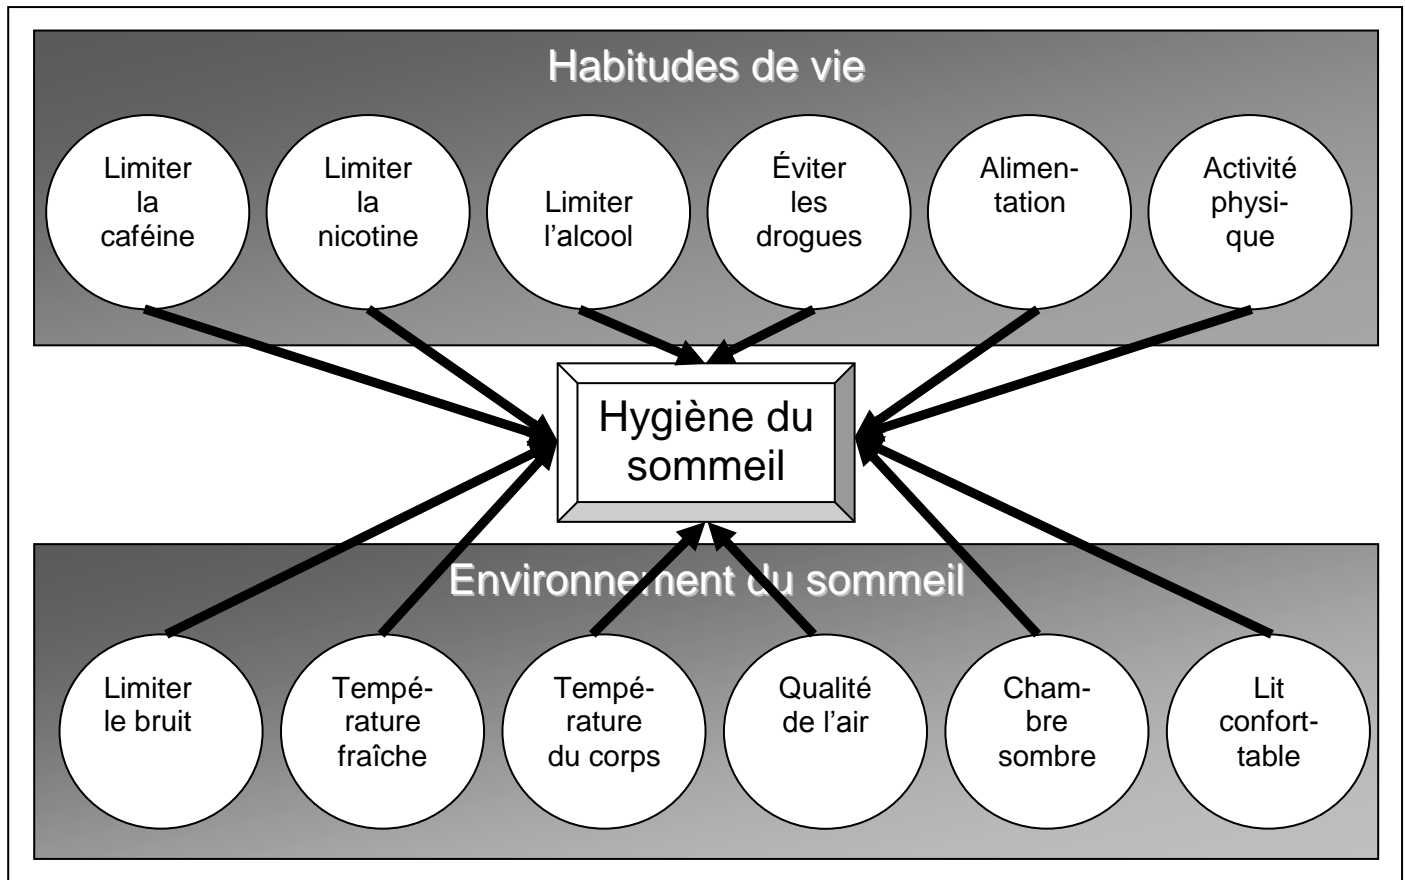 Habitudes de vie
Limiter
la
caféine
Limiter
la
nicotine
Limiter
l’alcool
Éviter
les
drogues
Alimen-
tation
Activité
physi-
que
Hygiène du
sommeil
Environnement du sommeil
Limiter
le bruit
Tempé-
rature
fraîche
Tempé-
rature
du corps
Qualité
de l’air
Cham-
bre
sombre
Lit
confort-
table